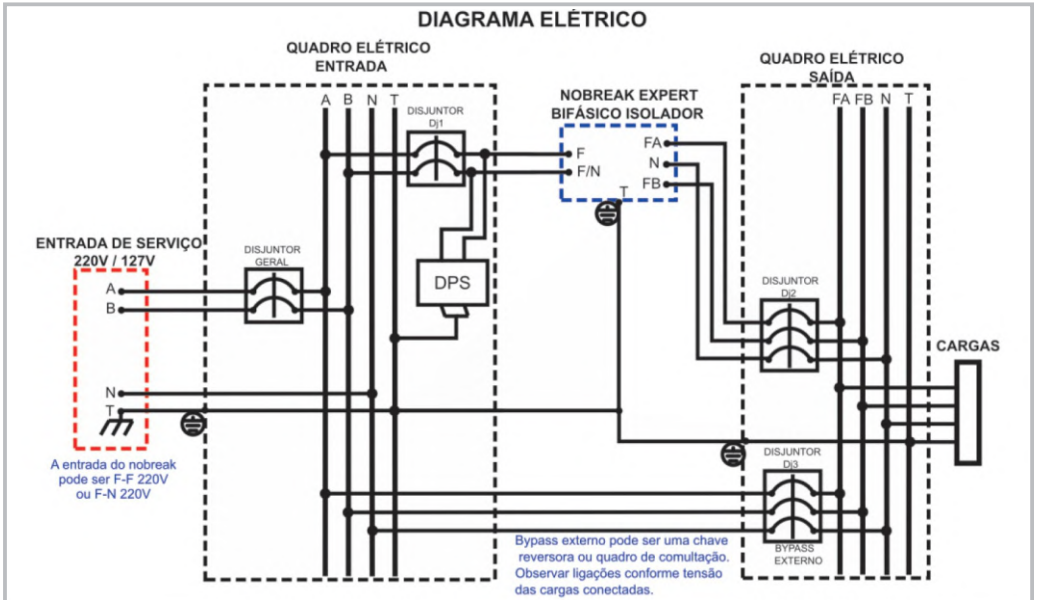 DIAGRAMA ELÉTRICO
QUADRO ELÉTRICO
ENTRADA
A B N T
DISJUNTOR
Dj1
NOBREAK EXPERT
BIFÁSICO ISOLADOR
F
F/N
FA
N
FB
T
QUADRO ELÉTRICO
SAÍDA
FA FB N T
ENTRADA DE SERVIÇO
220V / 127V
A
B
N
T
DISJUNTOR
GERAL
DPS
DISJUNTOR
Dj2
CARGAS
A entrada do nobreak
pode ser F-F 220V
ou F-N 220V
DISJUNTOR
Dj3
BYPASS
EXTERNO
Bypass externo pode ser uma chave
reversora ou quadro de comultação.
Observar ligações conforme tensão
das cargas conectadas.